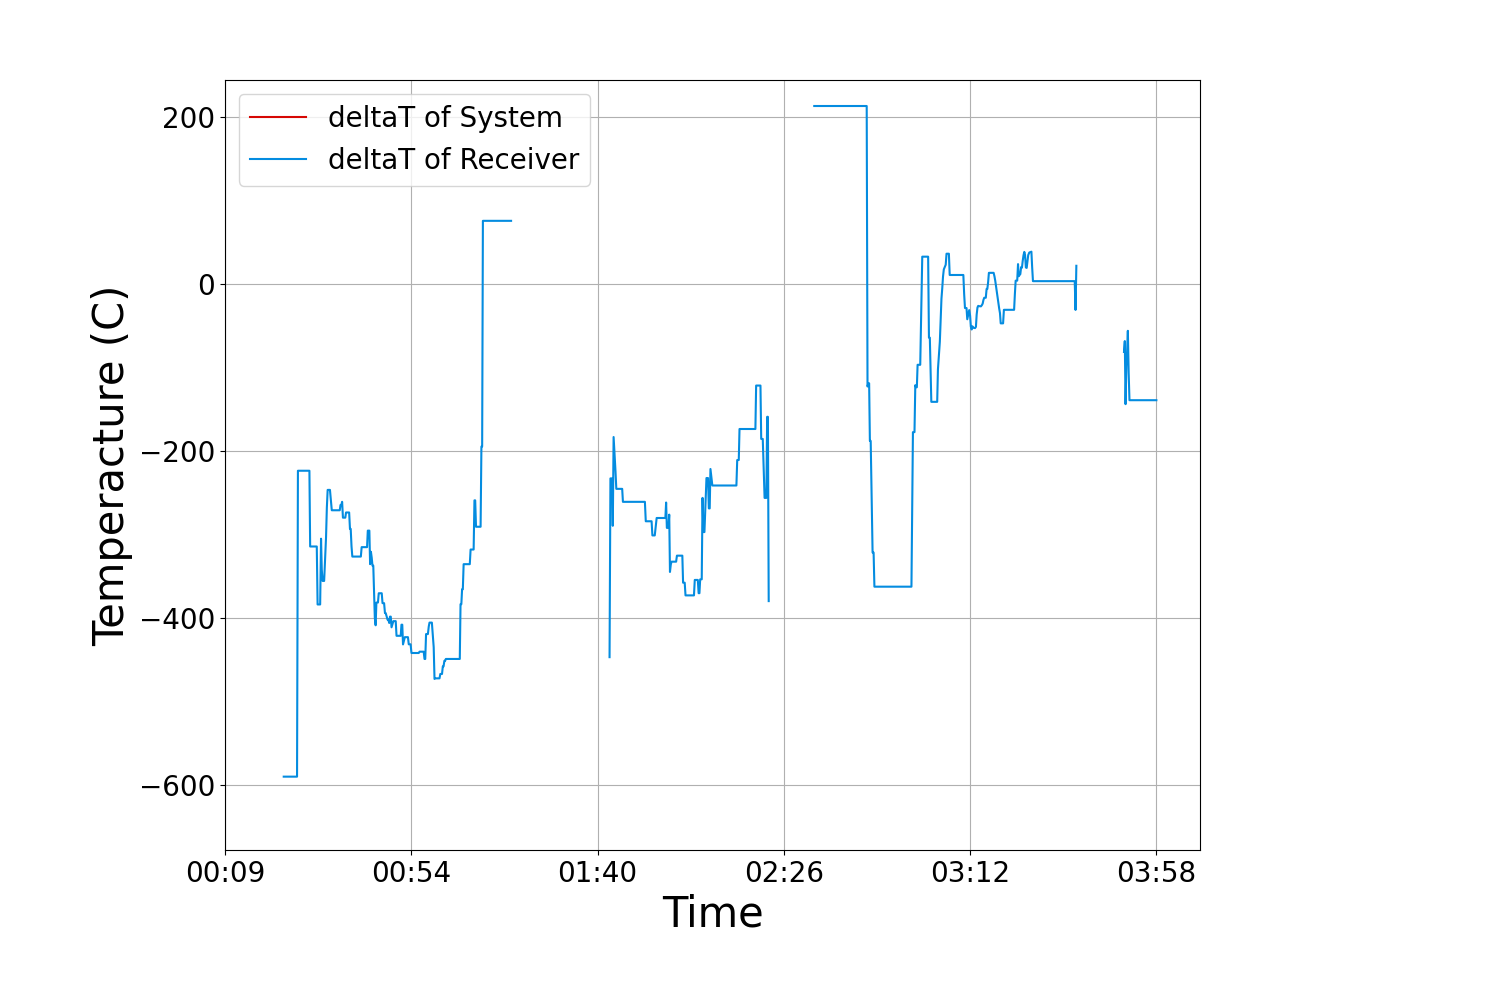 deltaT of System
deltaT of Receiver
200
0
−200
−400
−600
Temperacture (C)
00:09 00:54 01:40 02:26 03:12 03:58
Time